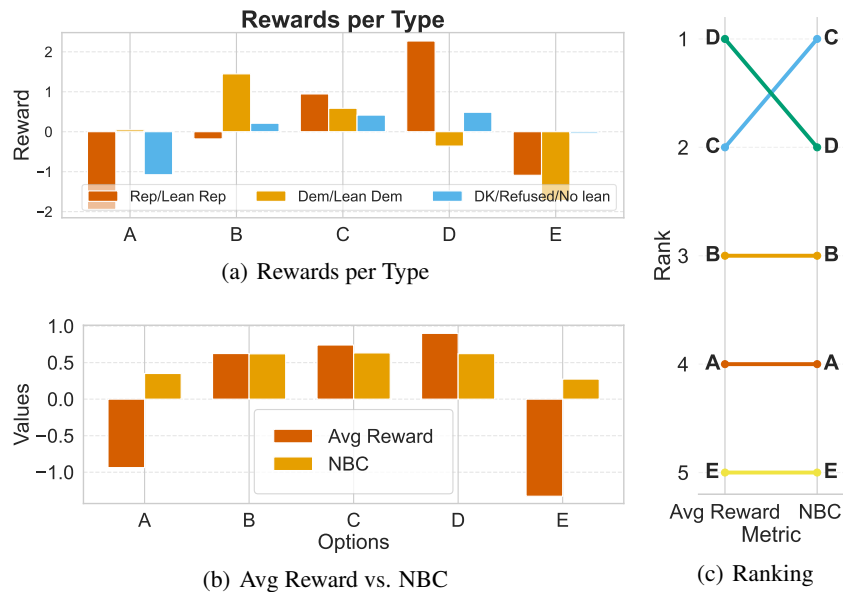 Rewards per Type
2
1
0
−1
−2
Reward
Rep/Lean Rep
Dem/Lean Dem
DK/Refused/No lean
A
B
C
D
E
(a) Rewards per Type
1.0
0.5
0.0
−0.5
−1.0
Values
Avg Reward
NBC
A
B
C
D
E
Options
(b) Avg Reward vs. NBC
1
D
C
2
C
D
3
B
B
4
A
A
5
E
E
Rank
Avg Reward
NBC
Metric
(c) Ranking